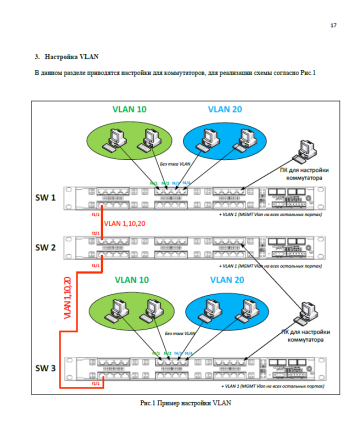 17
3. Настройка VLAN
В данном разделе приводятся настройки для коммутаторов, для реализации схемы согласно Рис.1
VLAN 10
VLAN 20
Без тега VLAN
ПК для настройки
коммутатора
SW 1
+ VLAN 1 (MGMT Vlan на всех остальных портах)
VLAN 1,10,20
SW 2
+ VLAN 1 (MGMT Vlan на всех остальных портах)
VLAN 1,10,20
VLAN 10
VLAN 20
Без тега VLAN
ПК для настройки
коммутатора
SW 3
+ VLAN 1 (MGMT Vlan на всех остальных портах)
Рис.1 Пример настройки VLAN